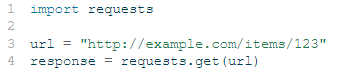 1 import requests
2
3 url = "http://example.com/items/123"
4 response = requests.get(url)